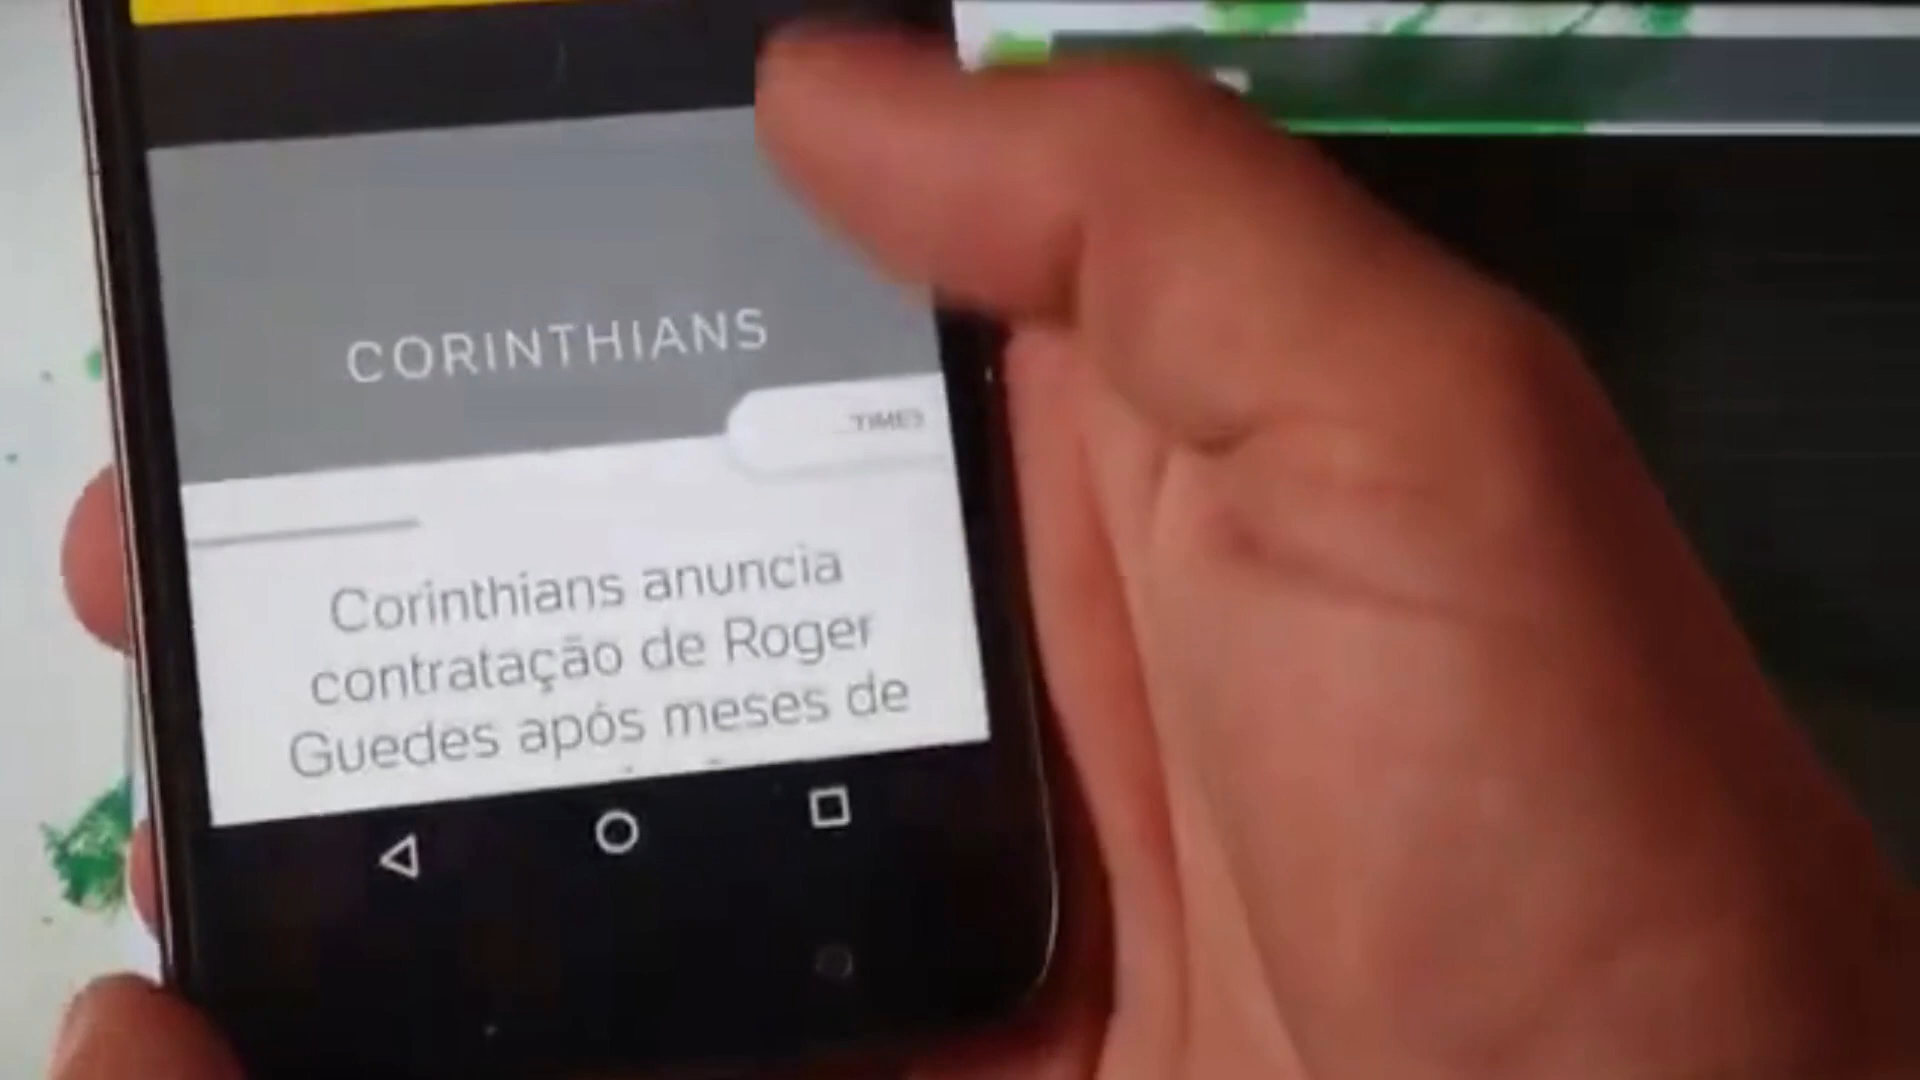 CORINTHIANS
TIMES
Corinthians anuncia
contratação de Roger
Guedes após meses de